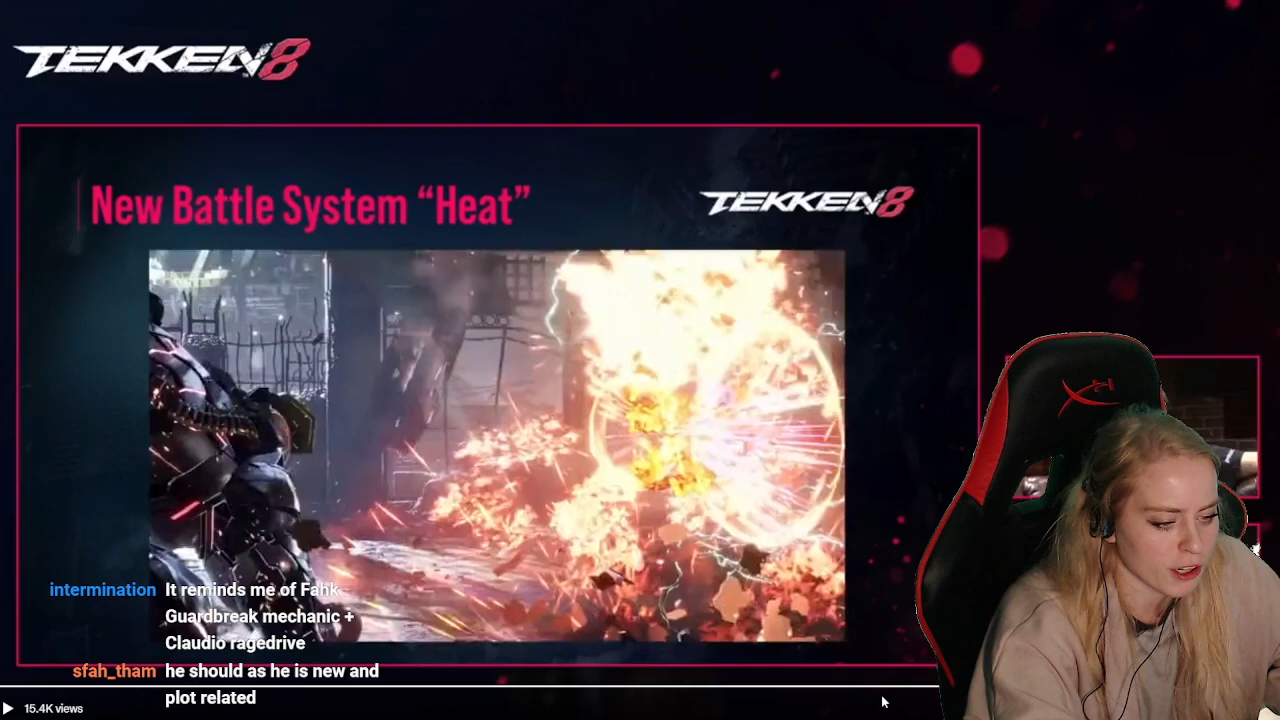 TEKKEN8
New Battle System “Heat”
TEKKEN8
intermination It reminds me of Fahk
Guardbreak mechanic +
Claudio ragedrive
sfah_tham he should as he is new and
plot related
15.4K views